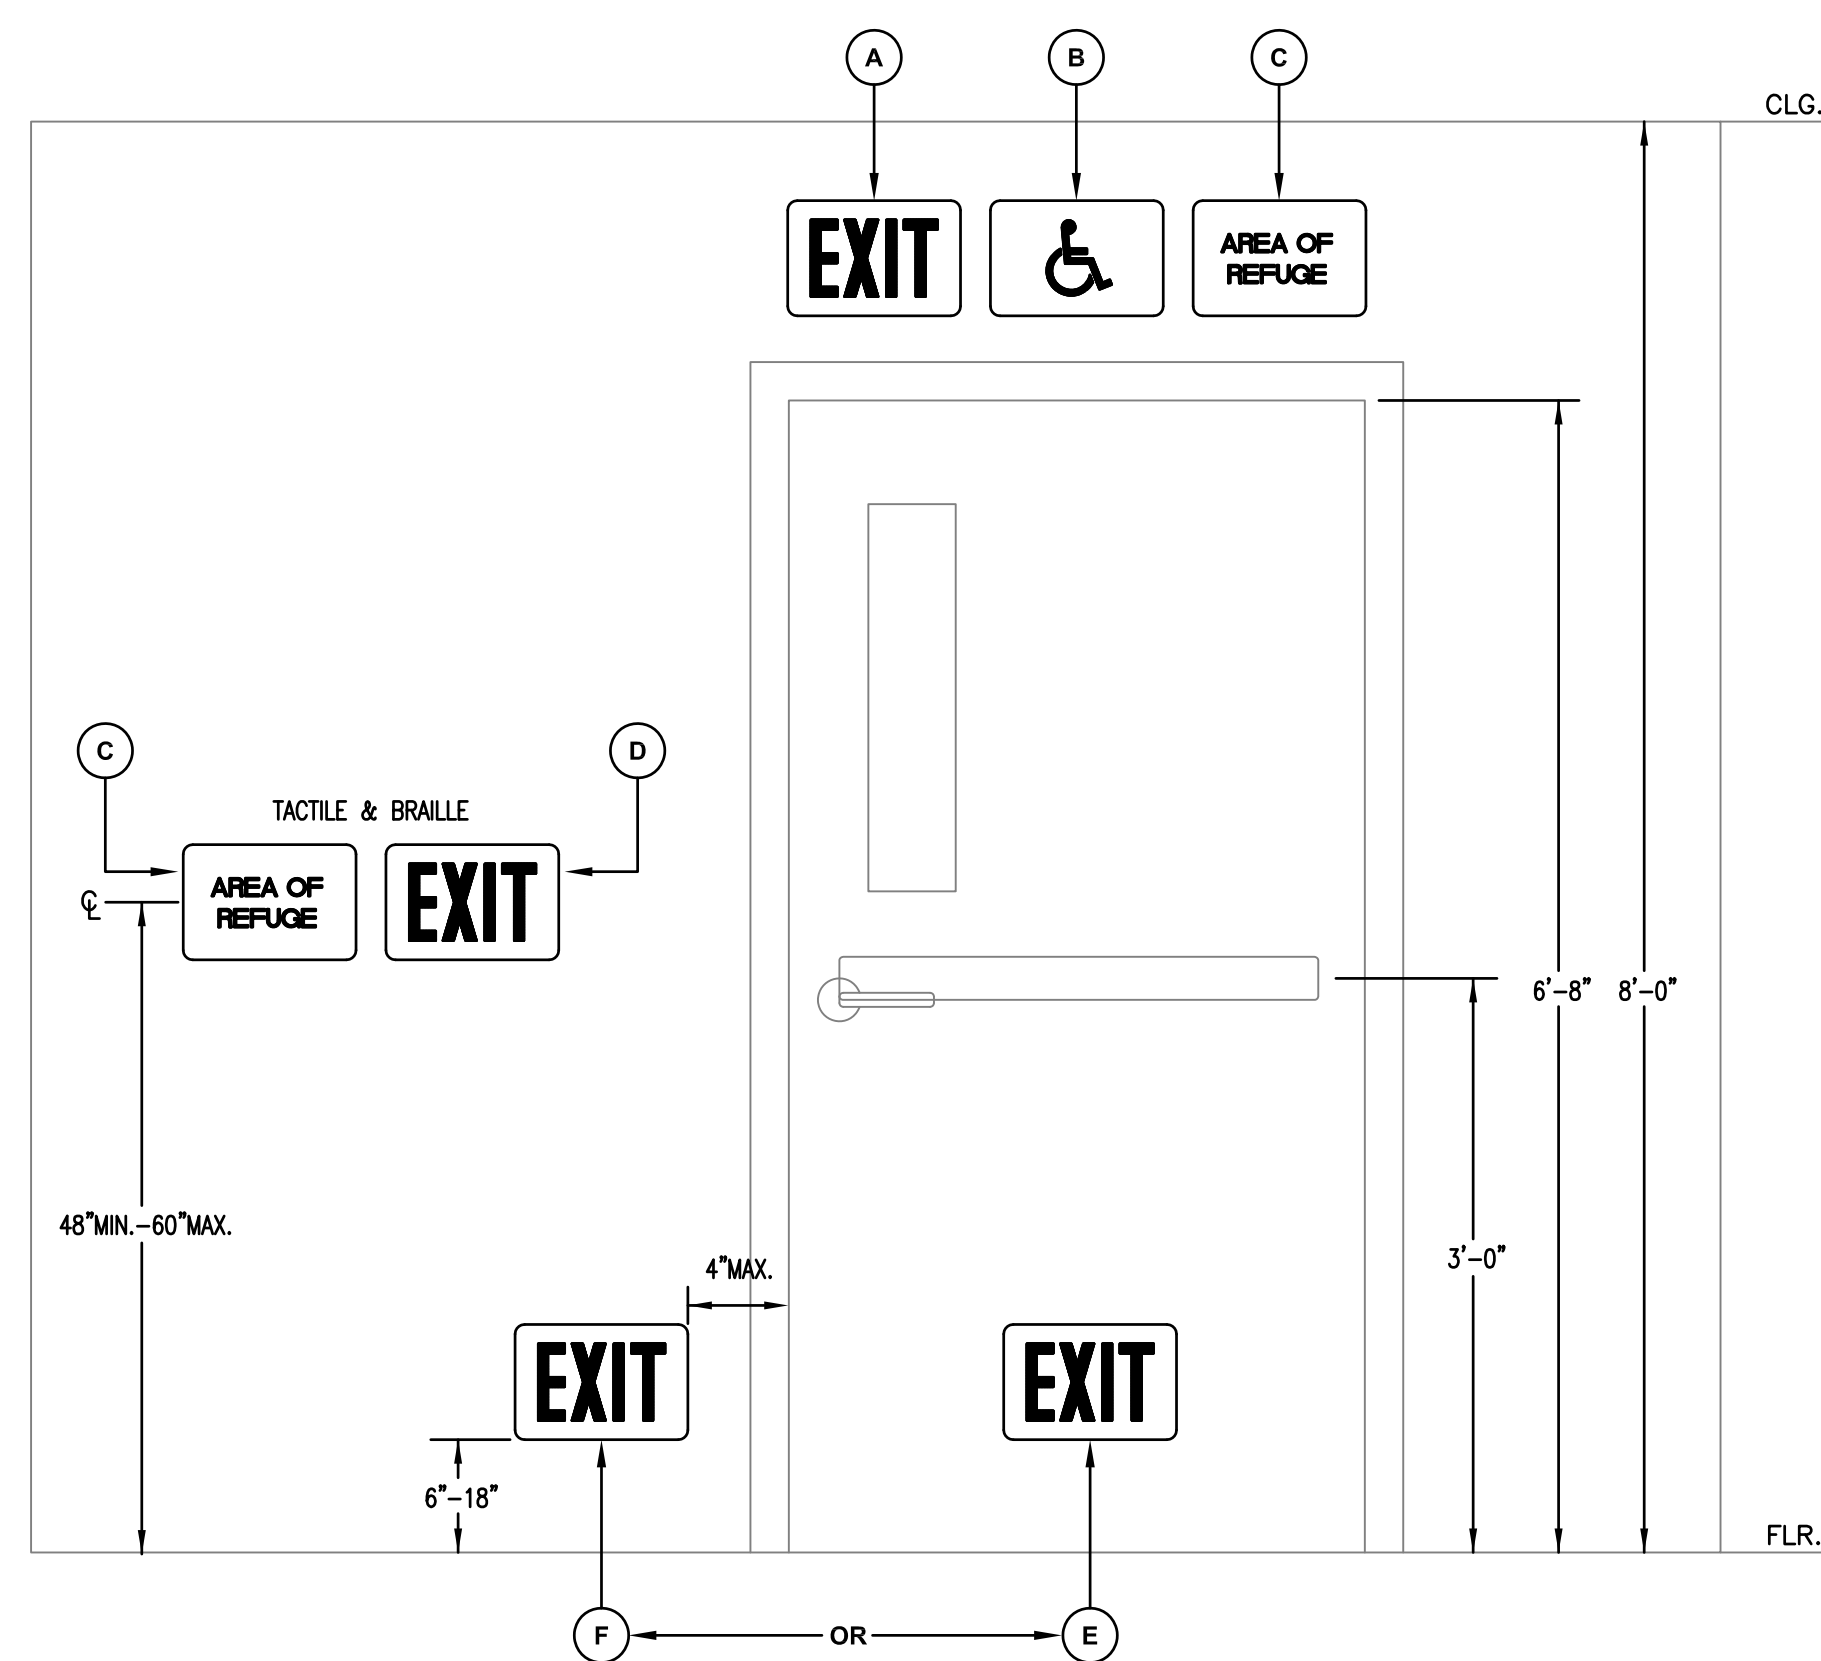 A B C
CLG.
EXIT
AREA OF
REFUGE
C D
TACTILE & BRAILLE
AREA OF
REFUGE
EXIT
℄
6'-8" 8'-0"
48"MIN.-60"MAX.
3'-0"
4"MAX.
EXIT EXIT
6"-18"
FLR.
F OR E